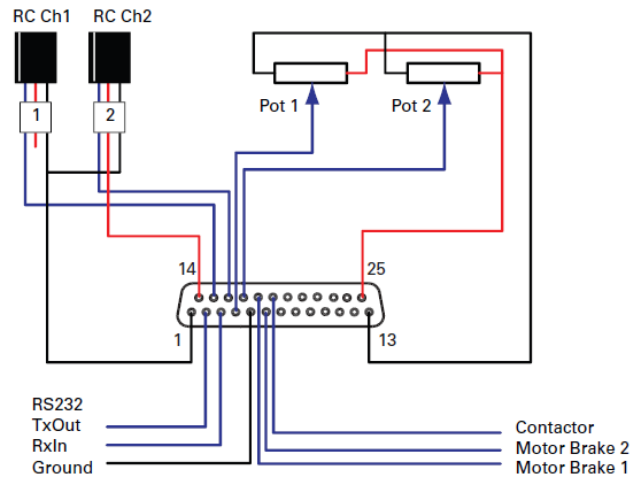 RC Ch1 RC Ch2
1 2
Pot 1 Pot 2
14 25
1 13
RS232
TxOut
RxIn
Ground
Contactor
Motor Brake 2
Motor Brake 1